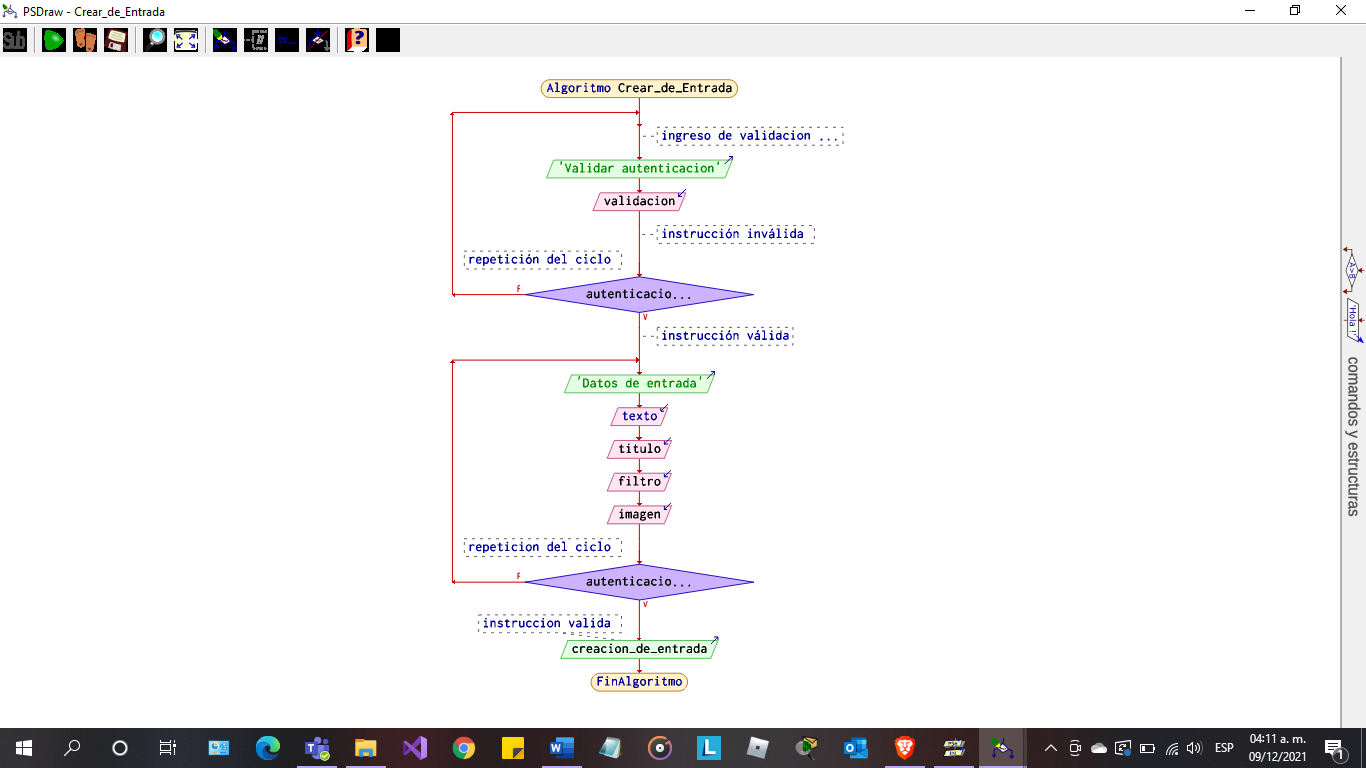 PSDraw - Crear_de_Entrada
Sub
Algoritmo Crear_de_Entrada
ingreso de validacion ...
'Validar autenticacion'
validacion
instrucción inválida
repetición del ciclo
F
autenticacio...
V
instrucción válida
'Datos de entrada'
texto
titulo
filtro
imagen
repeticion del ciclo
F
autenticacio...
V
instruccion valida
creacion_de_entrada
FinAlgoritmo
A>B
'Hola !'
comandos y estructuras
ESP
04:11 a. m.
09/12/2021
1